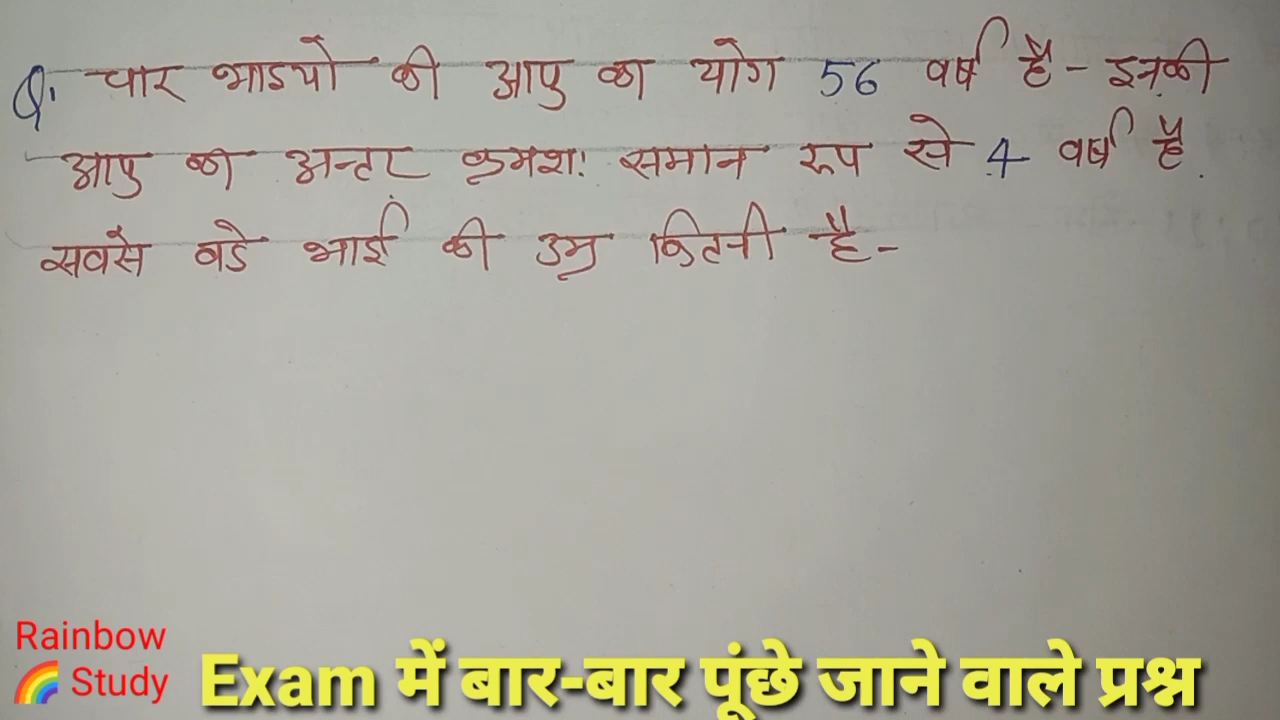 Q. चार भाइयो की आयु का योग 56 वर्ष है - इनकी
आयु का अन्तर क्रमशः समान रूप से 4 वर्ष है
सबसे बडे भाई की उम्र कितनी है -
Rainbow
Study
Exam में बार-बार पूंछे जाने वाले प्रश्न